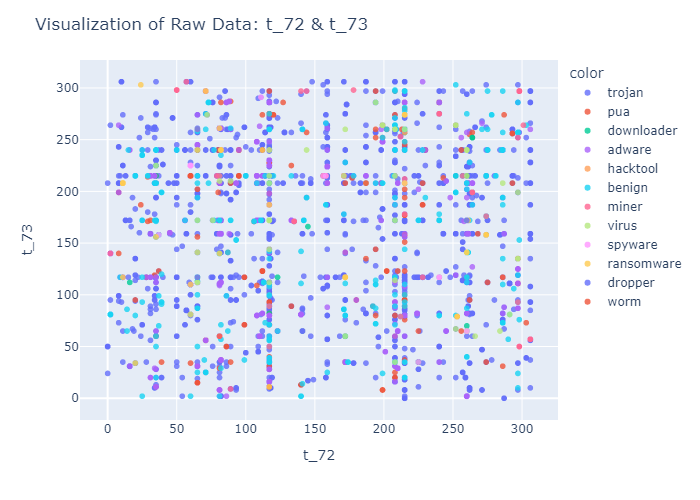 Visualization of Raw Data: t_72 & t_73
color
trojan
pua
downloader
adware
hacktool
benign
miner
virus
spyware
ransomware
dropper
worm
300
250
200
150
100
50
0
t_73
0 50 100 150 200 250 300
t_72